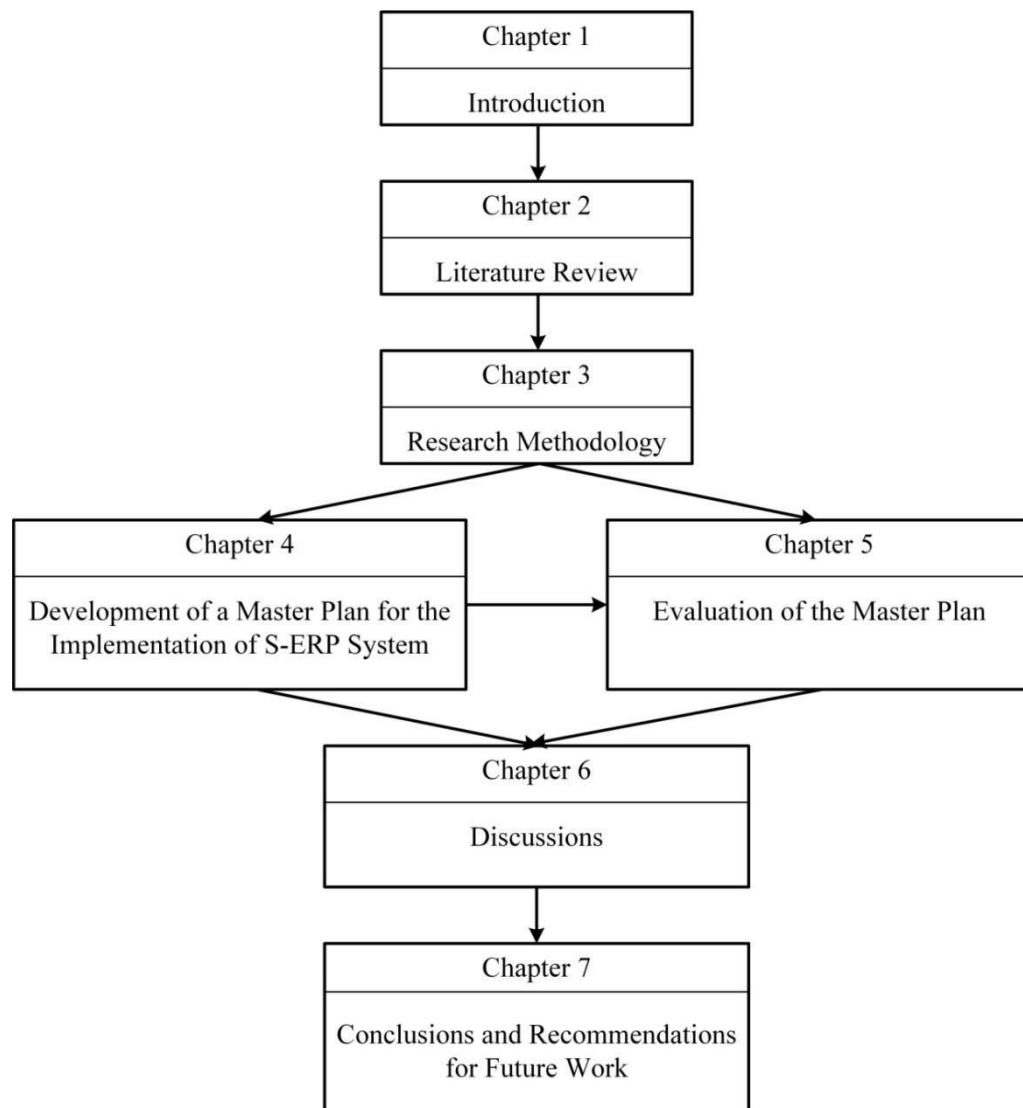 Chapter 1
Introduction
Chapter 2
Literature Review
Chapter 3
Research Methodology
Chapter 4
Development of a Master Plan for the
Implementation of S-ERP System
Chapter 5
Evaluation of the Master Plan
Chapter 6
Discussions
Chapter 7
Conclusions and Recommendations
for Future Work